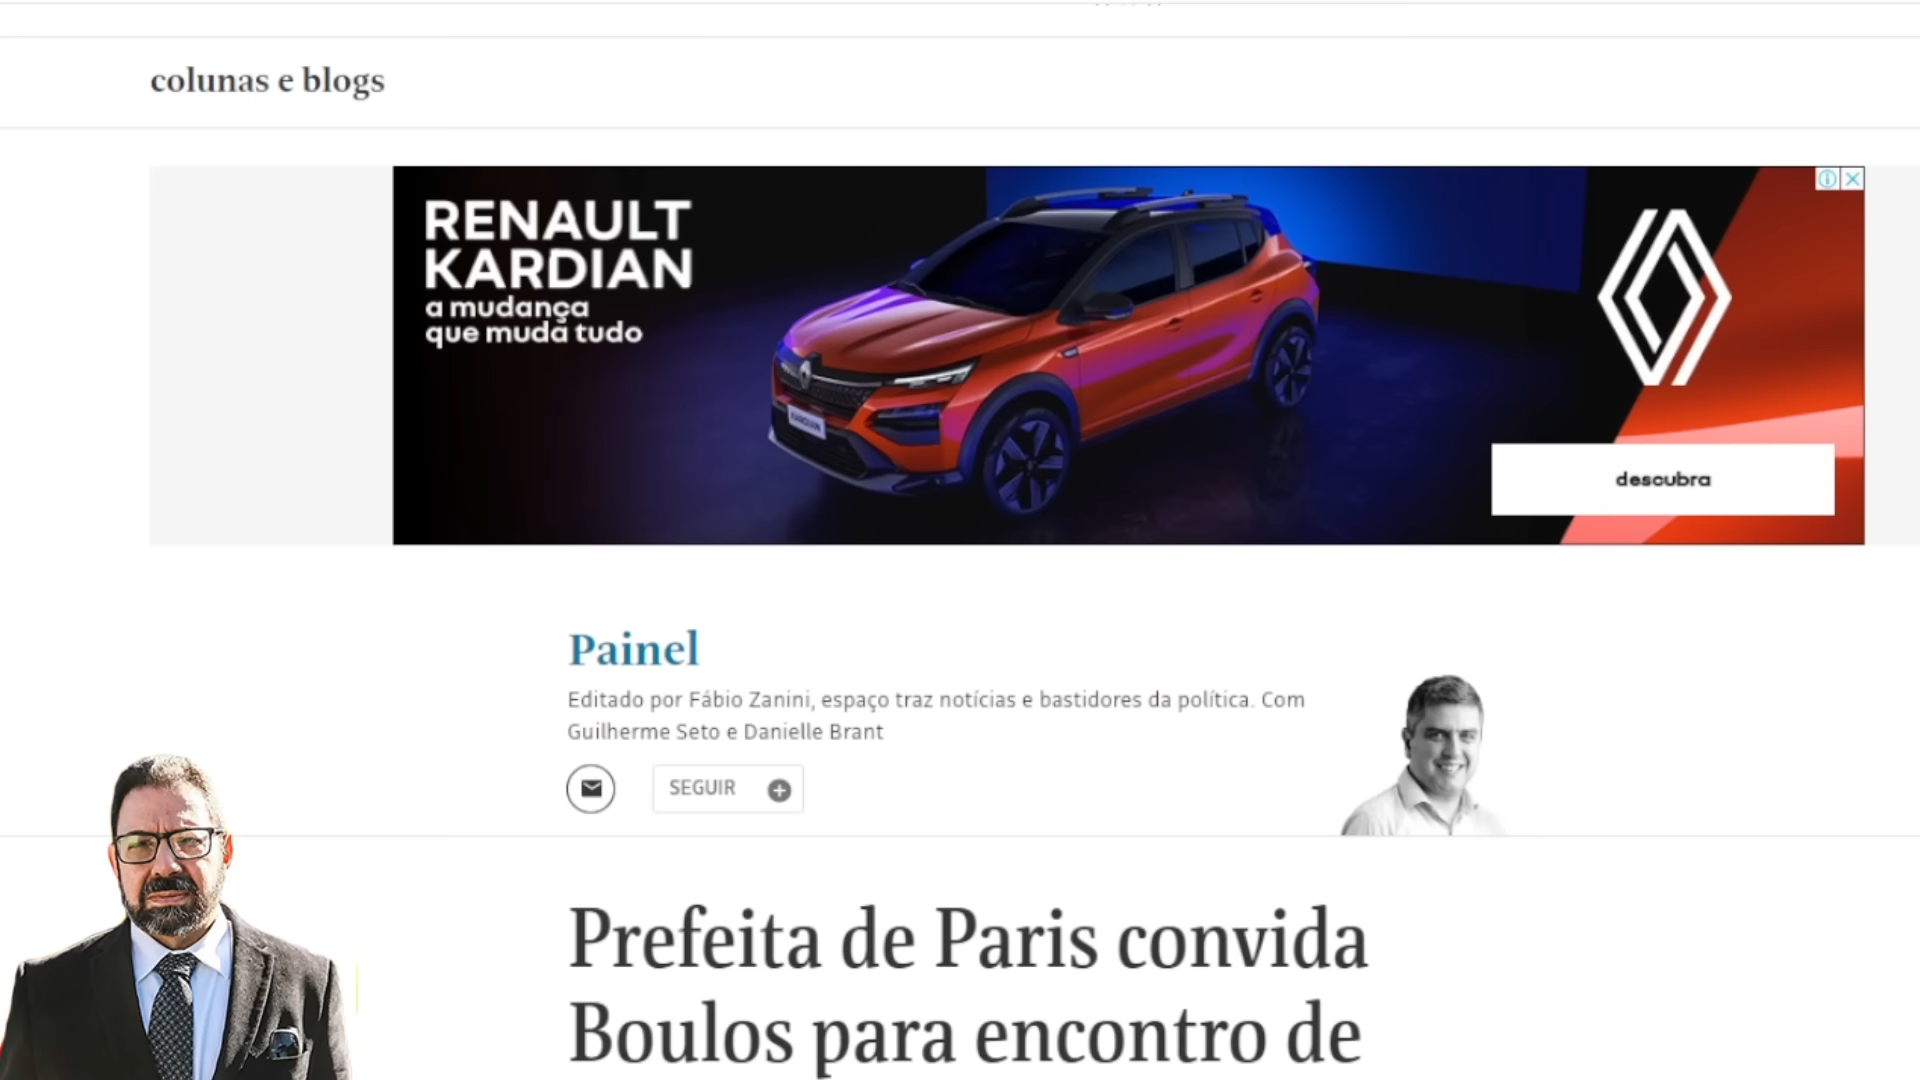 colunas e blogs
RENAULT
KARDIAN
a mudança
que muda tudo
KARDIAN
descubra
Painel
Editado por Fábio Zanini, espaço traz notícias e bastidores da política. Com
Guilherme Seto e Danielle Brant
SEGUIR
Prefeita de Paris convida
Boulos para encontro de